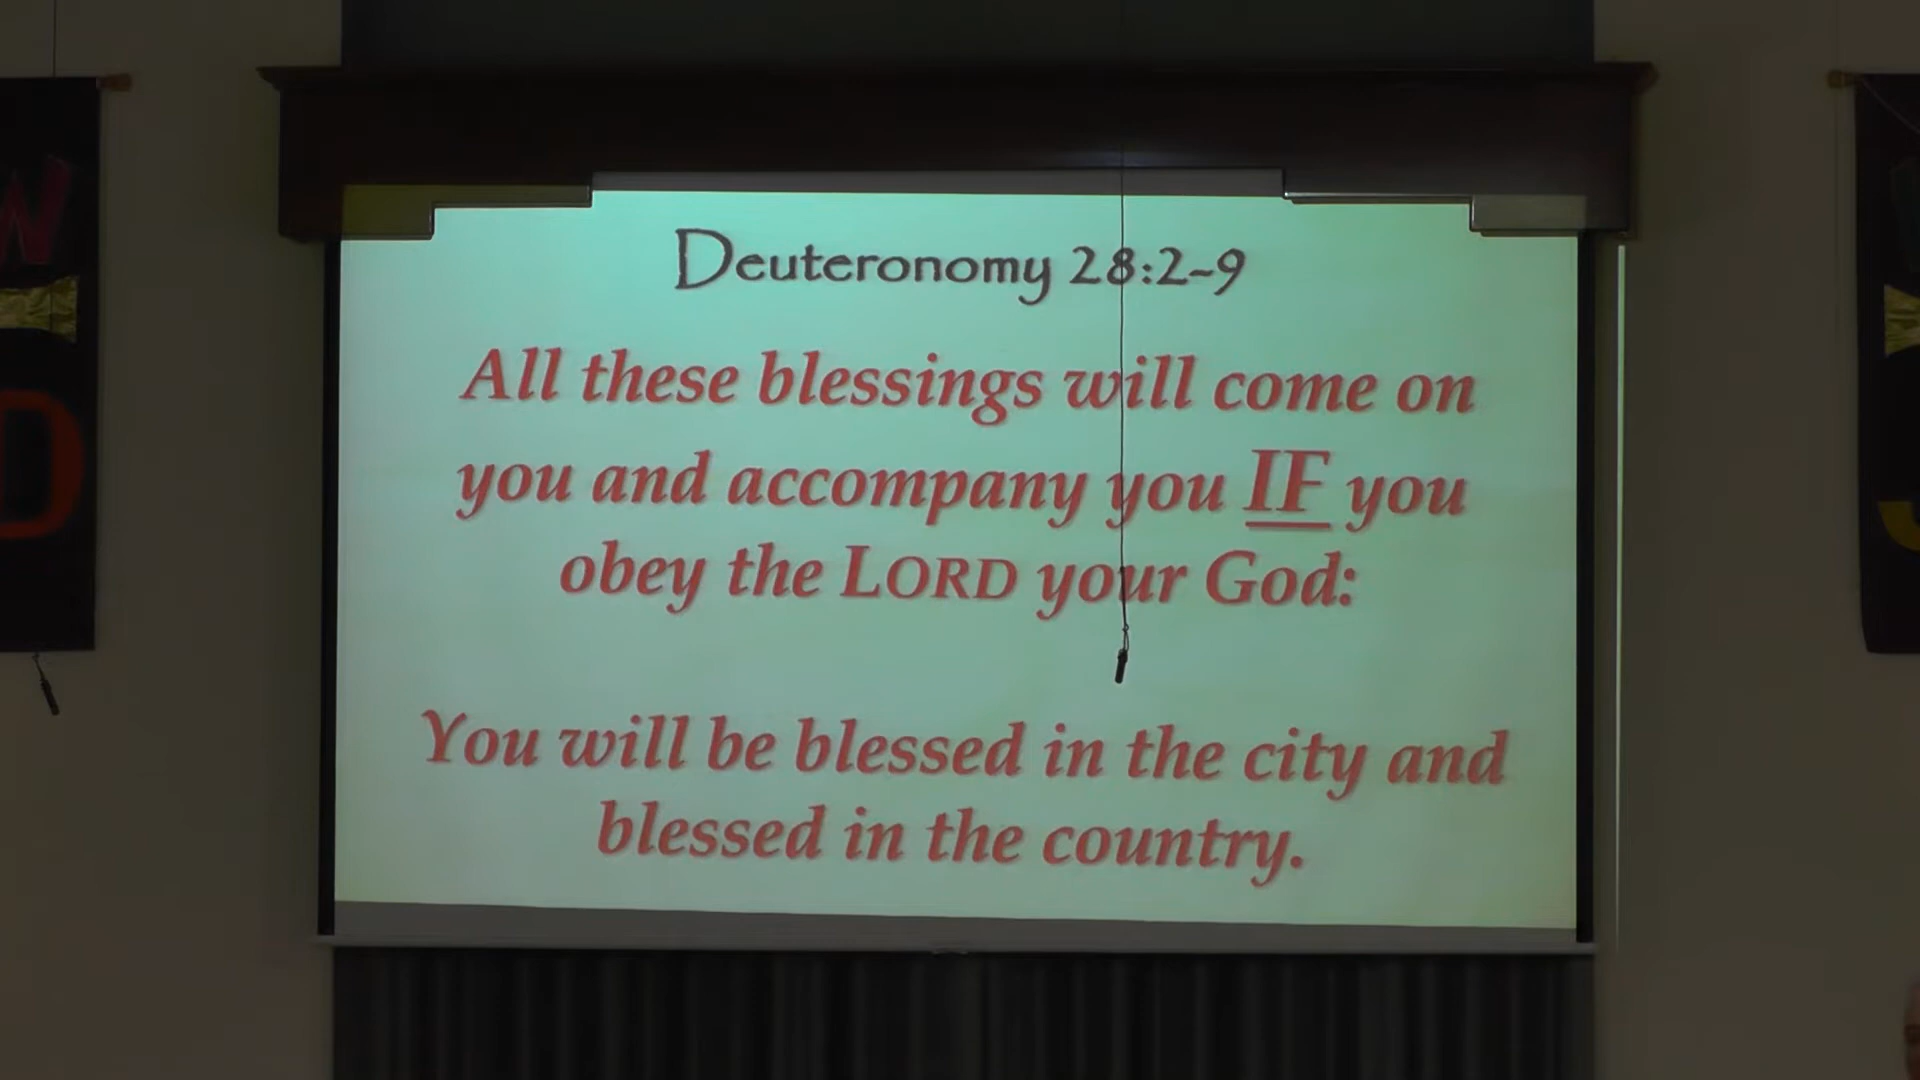 Deuteronomy 28:2-9
All these blessings will come on
you and accompany you IF you
obey the LORD your God:
You will be blessed in the city and
blessed in the country.